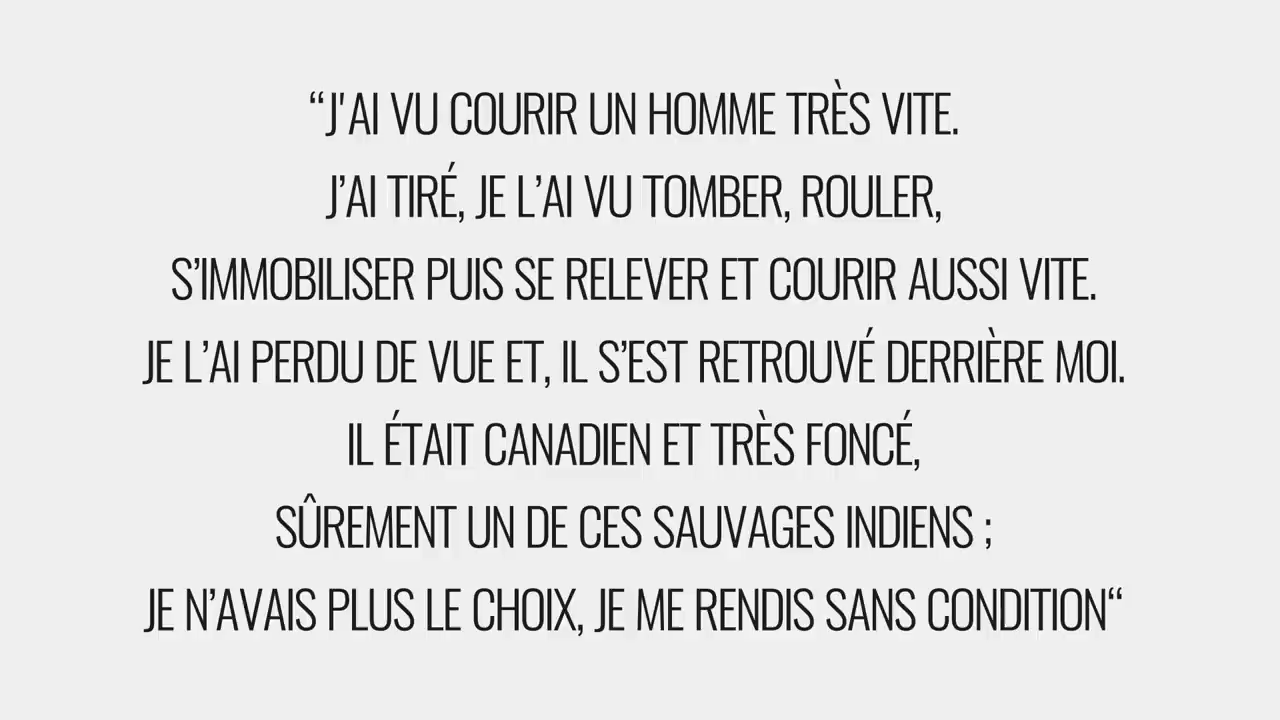 “J'AI VU COURIR UN HOMME TRÈS VITE.
J’AI TIRÉ, JE L’AI VU TOMBER, ROULER,
S’IMMOBILISER PUIS SE RELEVER ET COURIR AUSSI VITE.
JE L’AI PERDU DE VUE ET, IL S’EST RETROUVÉ DERRIÈRE MOI.
IL ÉTAIT CANADIEN ET TRÈS FONCÉ,
SÛREMENT UN DE CES SAUVAGES INDIENS ;
JE N’AVAIS PLUS LE CHOIX, JE ME RENDIS SANS CONDITION“